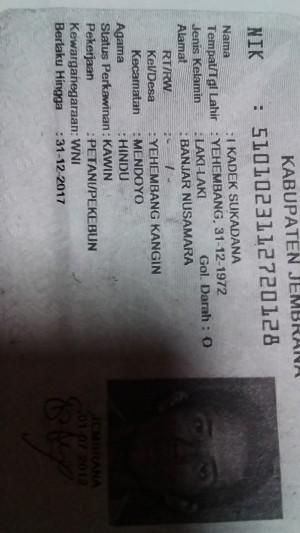 KABUPATEN JEMBRANA
NIK : 5101023112720128
Nama : I KADEK SUKADANA
Tempat/Tgl Lahir : YEHEMBANG, 31-12-1972
Jenis Kelamin : LAKI-LAKI Gol. Darah : O
Alamat : BANJAR NUSAMARA
RT/RW : - / -
Kel/Desa : YEHEMBANG KANGIN
Kecamatan : MENDOYO
Agama : HINDU
Status Perkawinan : KAWIN
Pekerjaan : PETANI/PEKEBUN
Kewarganegaraan: WNI
Berlaku Hingga : 31-12-2017
JEMBRANA
01-07-2012